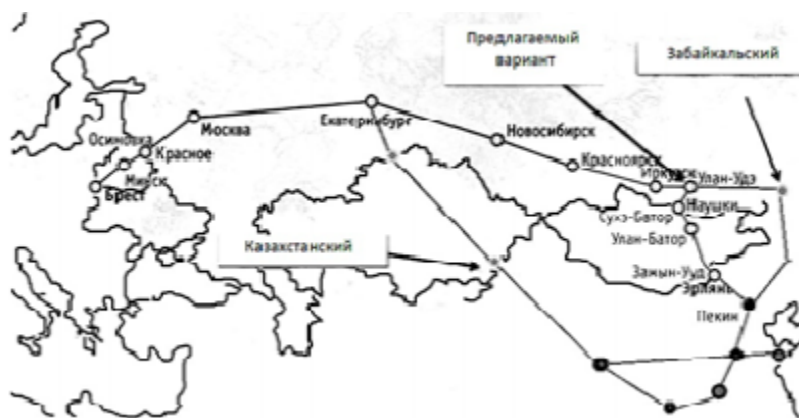 Предлагаемый
вариант
Забайкальский
Екатеринбург
Москва
Новосибирск
Осиновка
Красное
Красноярск
Минск
Иркутск
Улан-Удэ
Брест
Наушки
Сухэ-Батор
Улан-Батор
Казахстанский
Замын-Ууд
Эрлянь
Пекин